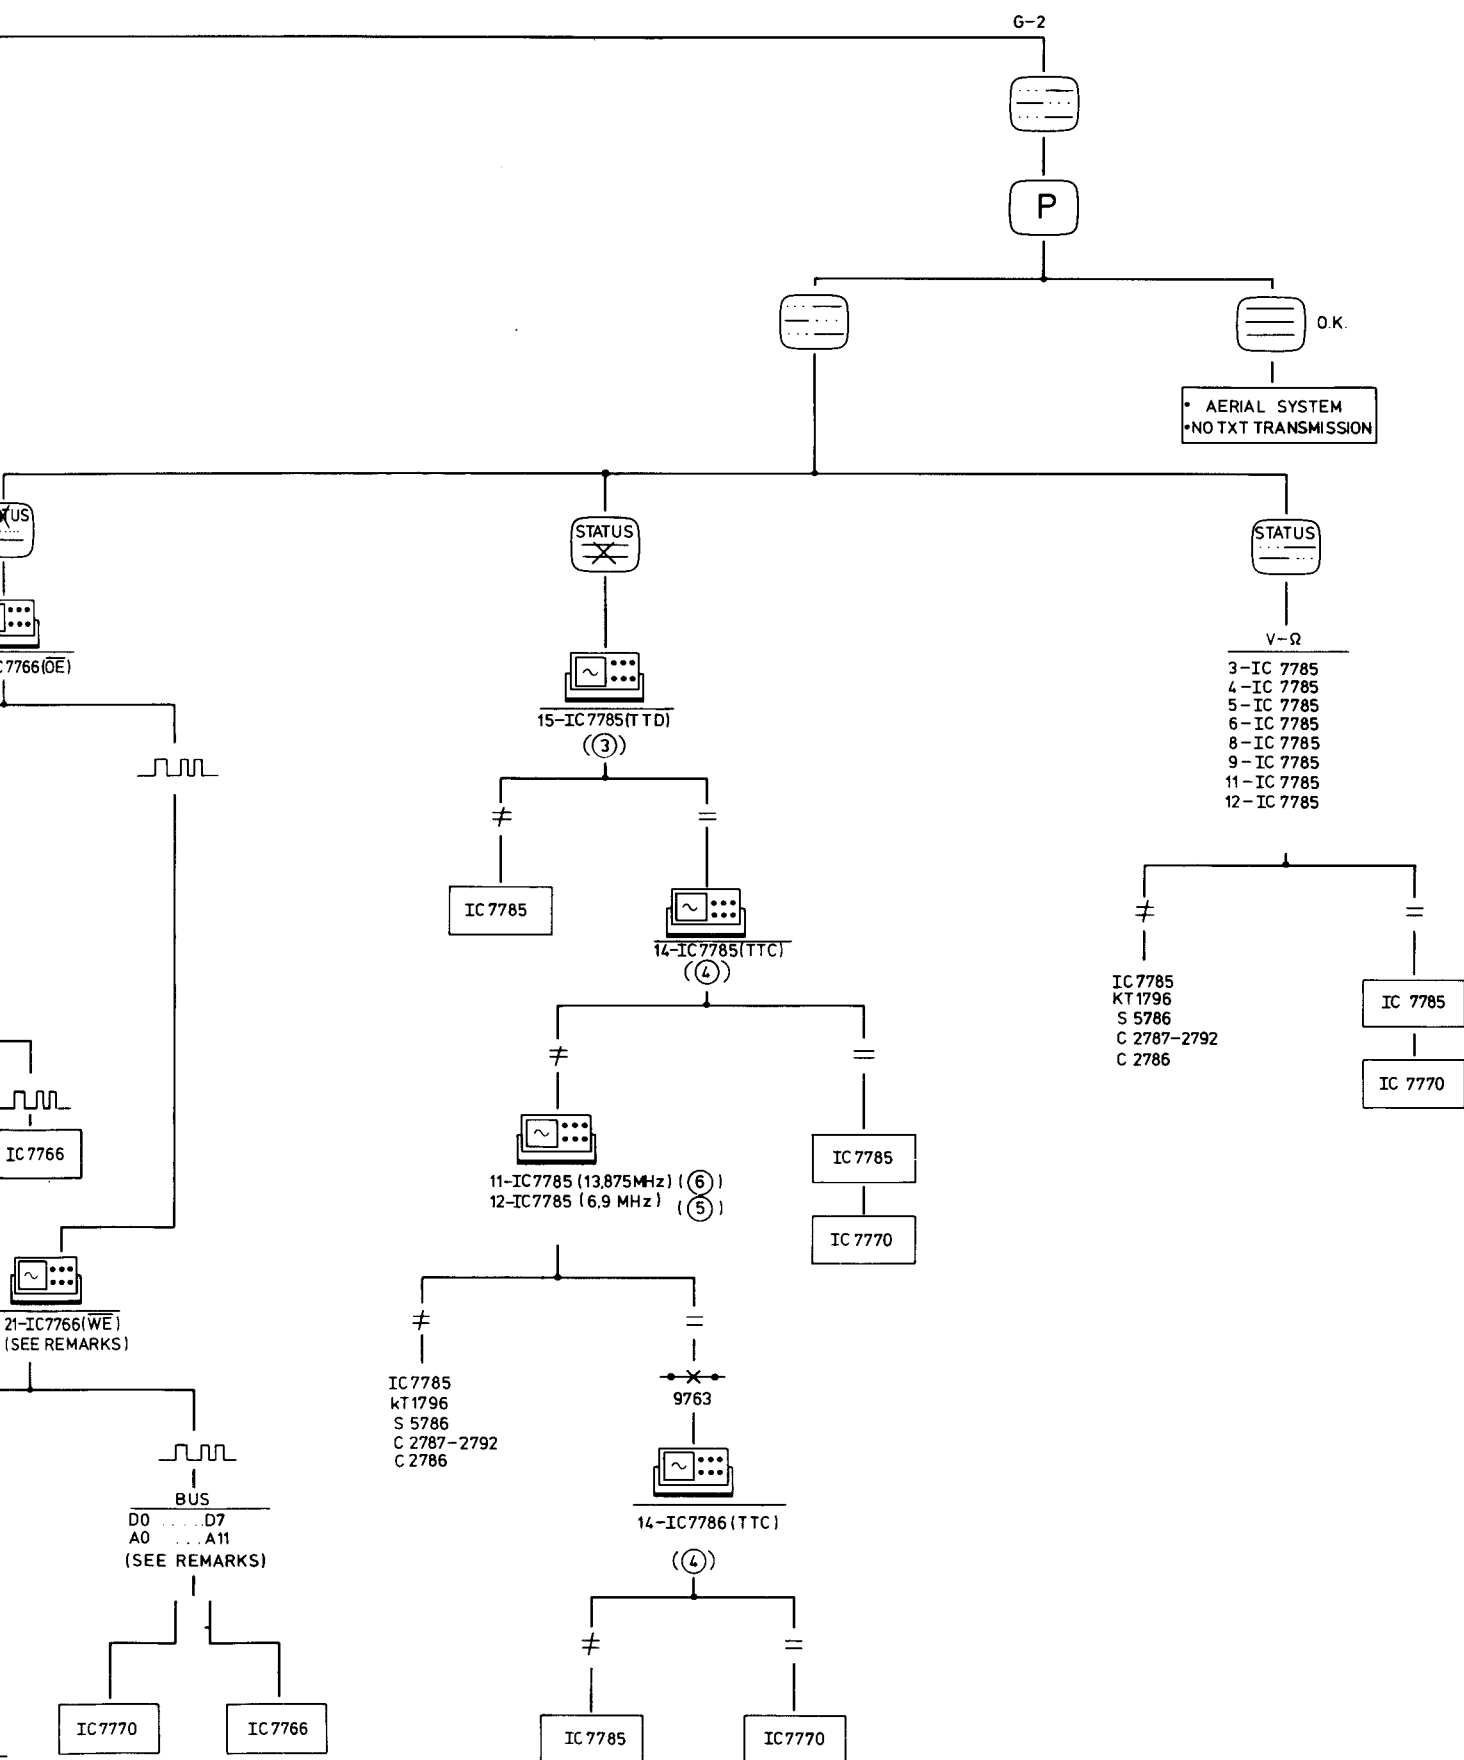 G-2
P
O.K.
• AERIAL SYSTEM
•NO TXT TRANSMISSION
STATUS
STATUS
7766(OE)
15-IC7785(TTD)
(③)
V-Ω
3-IC 7785
4-IC 7785
5-IC 7785
6-IC 7785
8-IC 7785
9-IC 7785
11-IC 7785
12-IC 7785
≠
=
IC7785
14-IC7785(TTC)
(④)
≠
=
IC7785
KT1796
S 5786
C 2787-2792
C 2786
IC 7785
IC 7770
≠
=
IC7766
11-IC7785 (13,875MHz) (⑥)
12-IC7785 (6,9 MHz) (⑤)
IC7785
IC7770
21-IC7766(WE)
(SEE REMARKS)
≠
=
IC7785
kT1796
S 5786
C 2787-2792
C 2786
9763
BUS
D0 .....D7
A0 ...A11
(SEE REMARKS)
14-IC7786(TTC)
(④)
≠
=
IC7770
IC7766
IC7785
IC7770